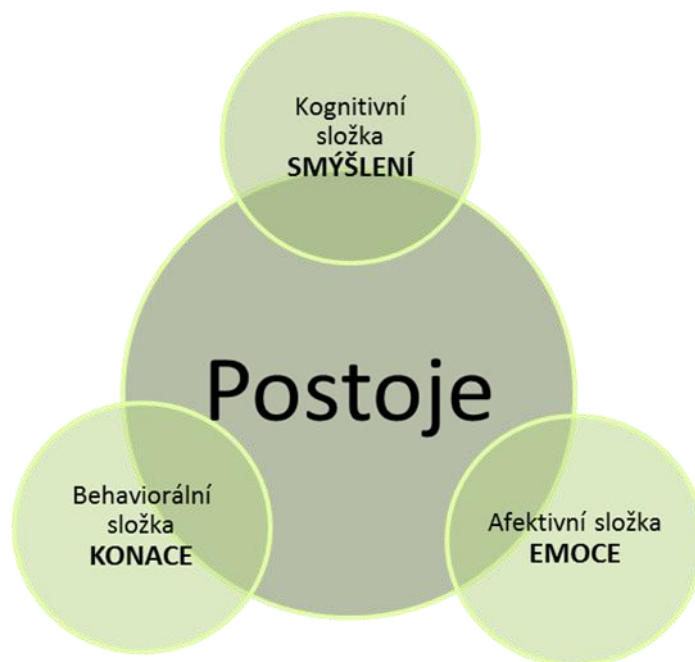 Kognitivní
složka
SMÝŠLENÍ
Postoje
Behaviorální
složka
KONACE
Afektivní složka
EMOCE